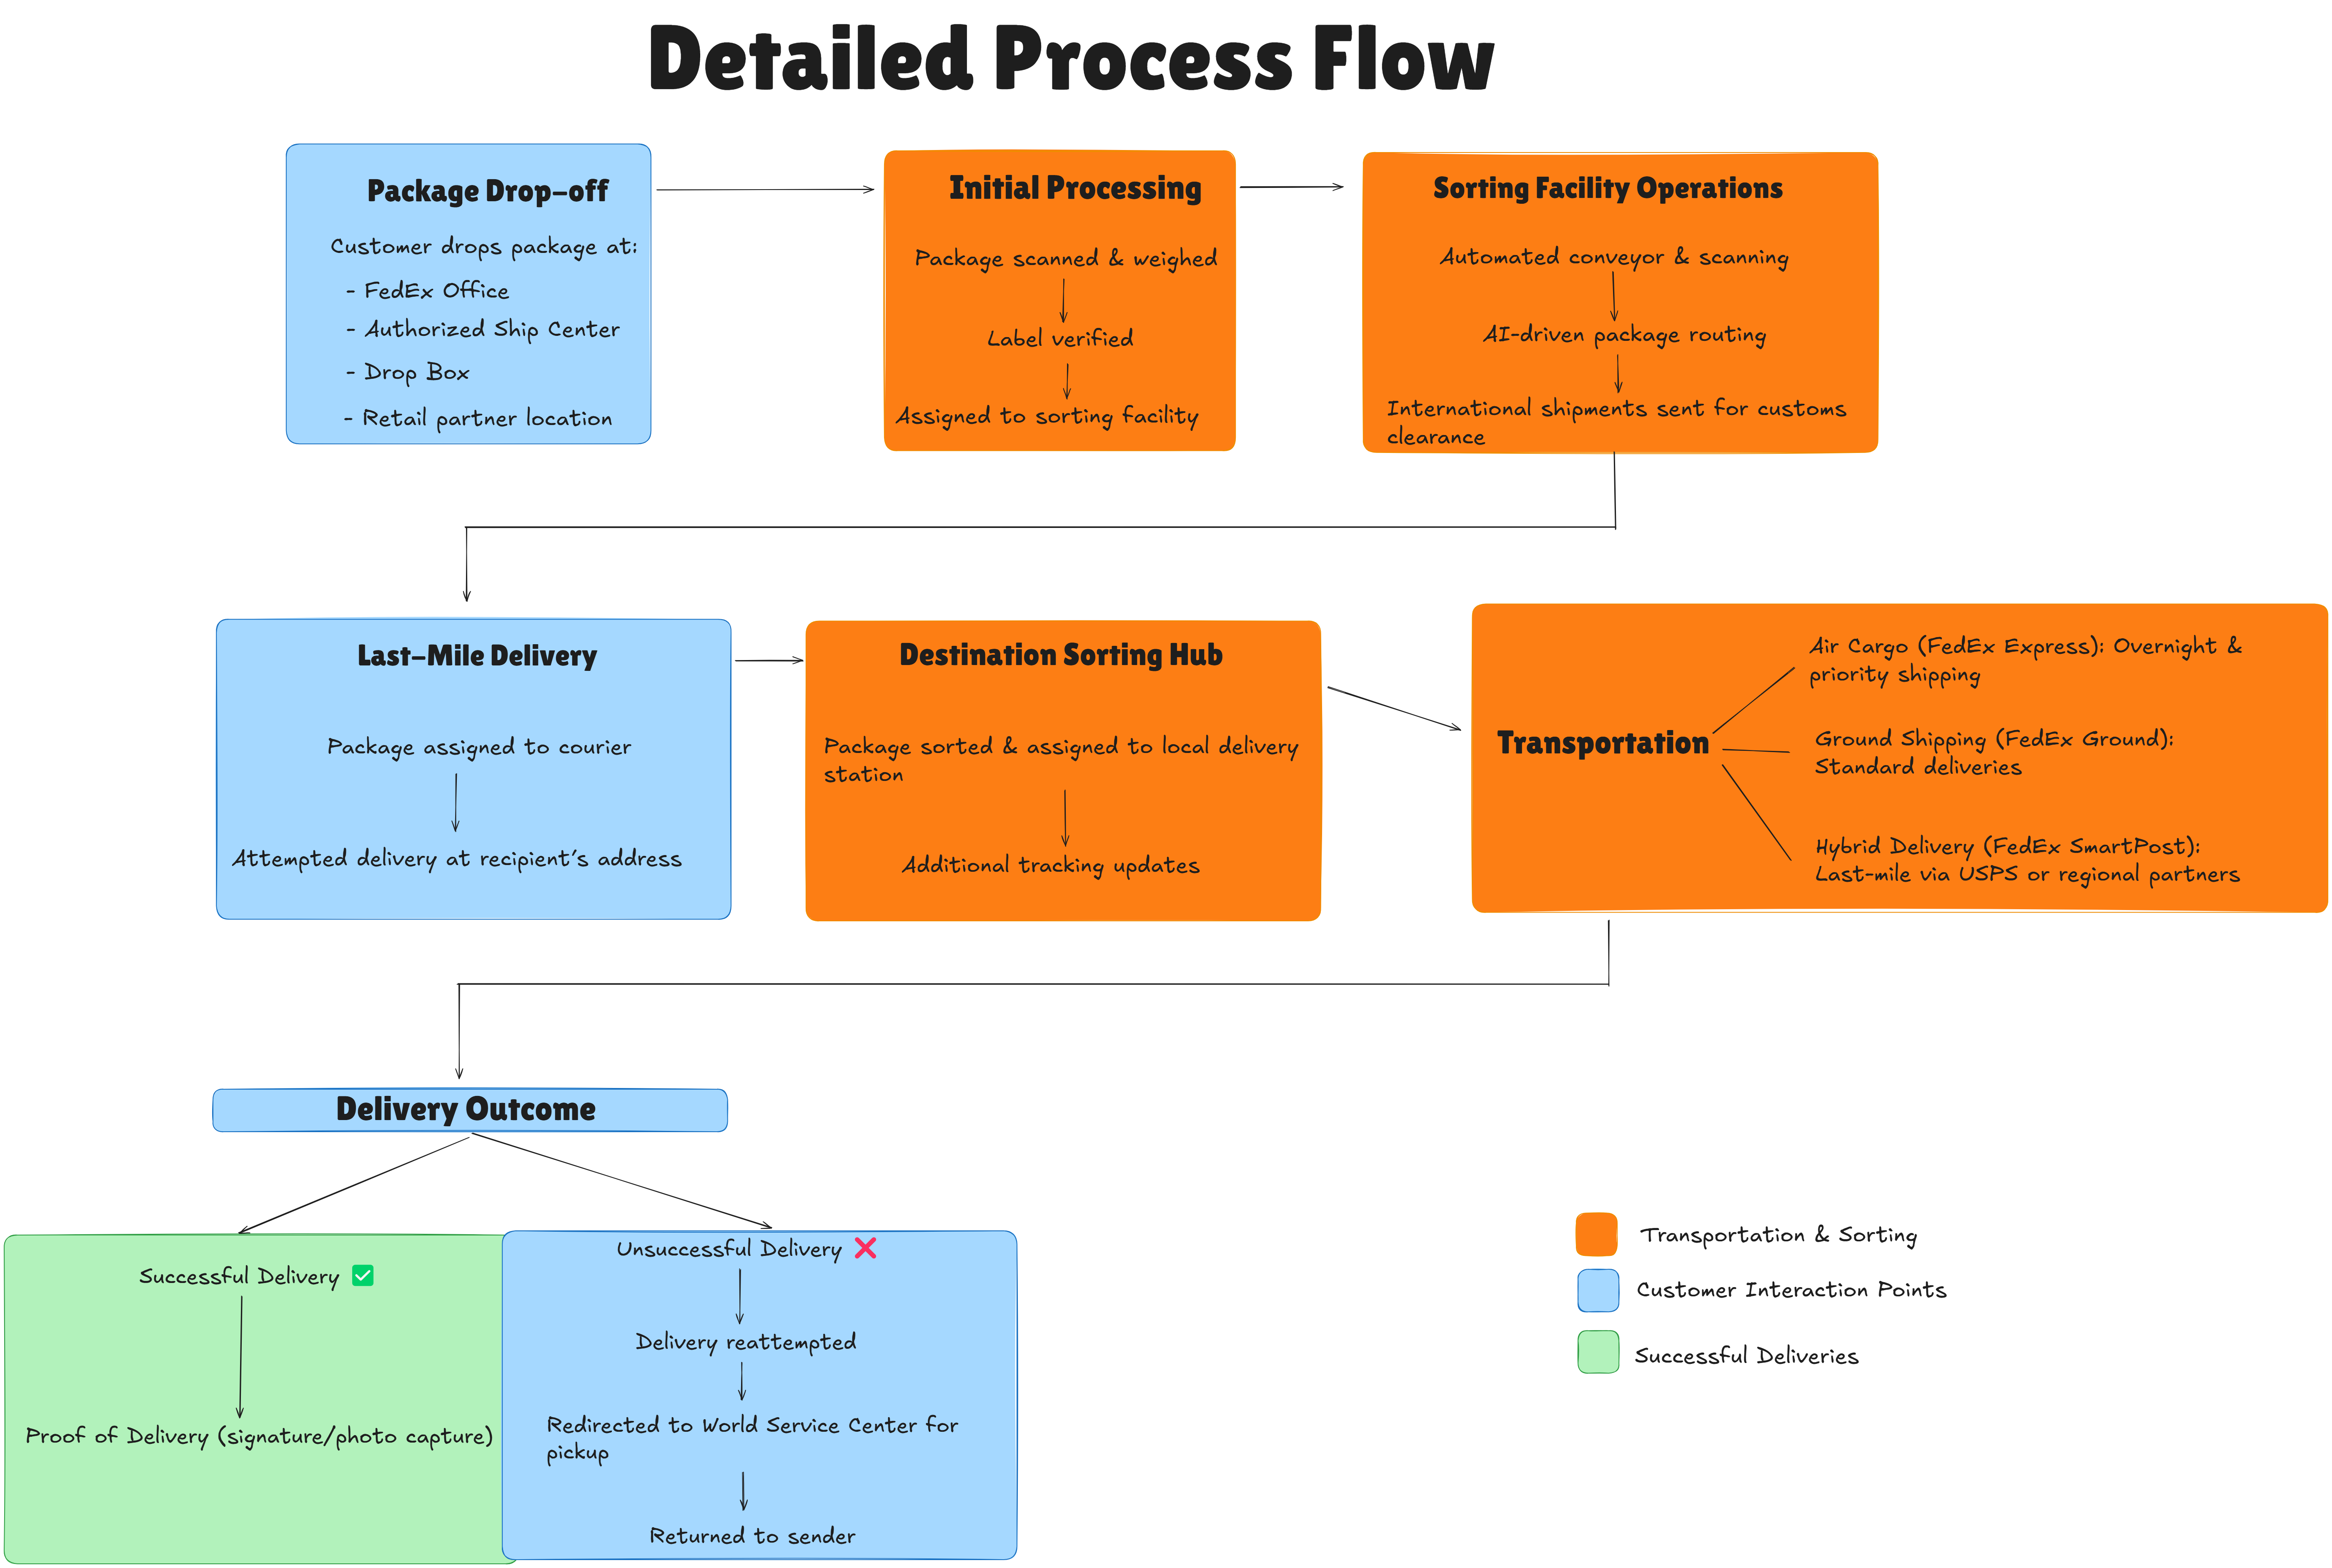 Detailed Process Flow
Package Drop-off
Customer drops package at:
- FedEx Office
- Authorized Ship Center
- Drop Box
- Retail partner location
Initial Processing
Package scanned & weighed
Label verified
Assigned to sorting facility
Sorting Facility Operations
Automated conveyor & scanning
AI-driven package routing
International shipments sent for customs
clearance
Last-Mile Delivery
Package assigned to courier
Attempted delivery at recipient's address
Destination Sorting Hub
Package sorted & assigned to local delivery
station
Additional tracking updates
Transportation
Air Cargo (FedEx Express): Overnight &
priority shipping
Ground Shipping (FedEx Ground):
Standard deliveries
Hybrid Delivery (FedEx SmartPost):
Last-mile via USPS or regional partners
Delivery Outcome
Successful Delivery ✅
Proof of Delivery (signature/photo capture)
Unsuccessful Delivery ❌
Delivery reattempted
Redirected to World Service Center for
pickup
Returned to sender
Transportation & Sorting
Customer Interaction Points
Successful Deliveries